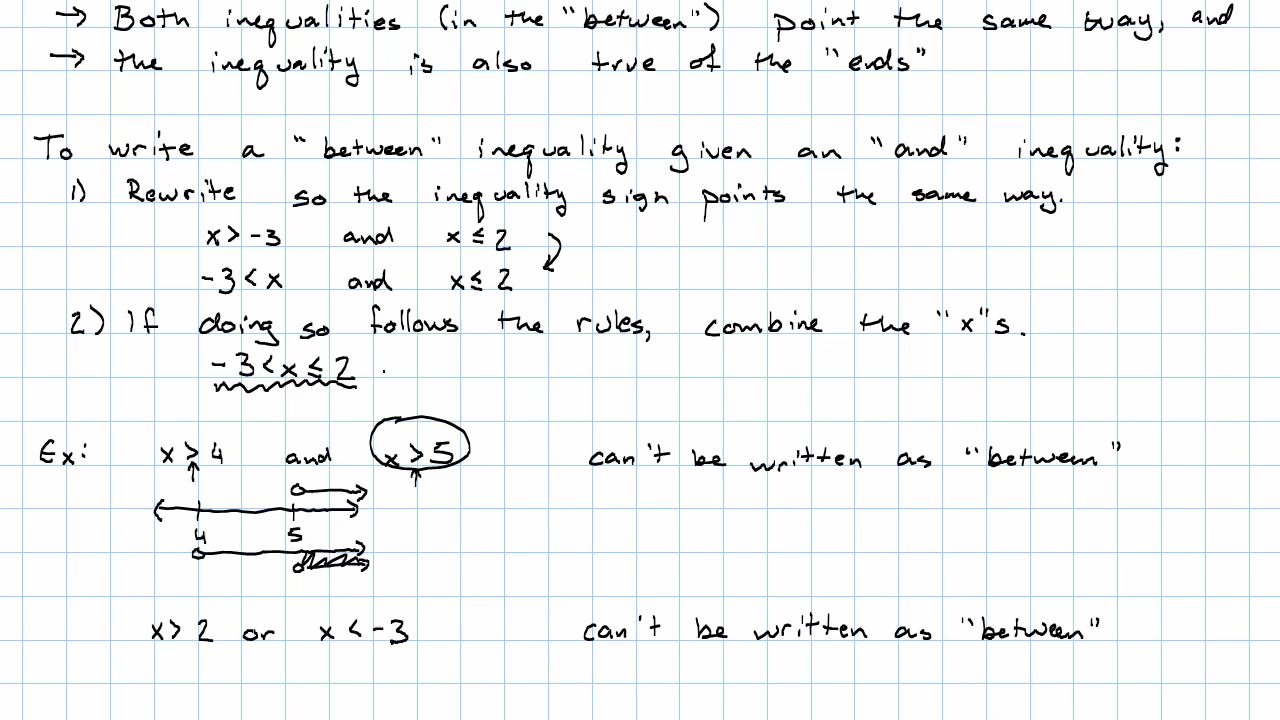 → Both inequalities (in the "between") point the same way, and
→ the inequality is also true of the "ends"
To write a "between" inequality given an "and" inequality:
1) Rewrite so the inequality sign points the same way.
x > -3 and x ≤ 2
-3 < x and x ≤ 2
2) If doing so follows the rules, combine the "x"s.
-3 < x ≤ 2
Ex: x > 4 and x > 5 can't be written as "between"
4 5
x > 2 or x < -3 can't be written as "between"